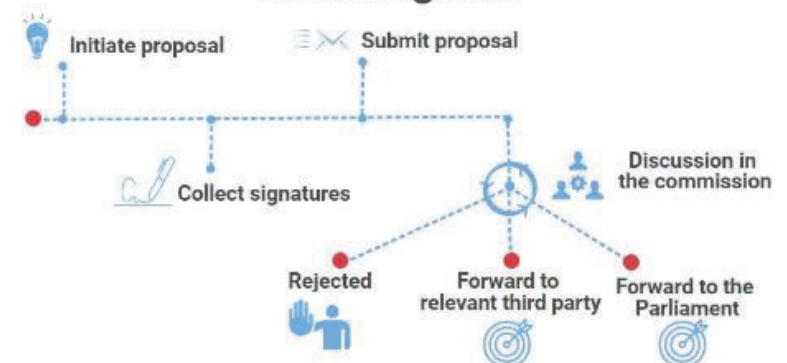 Initiate proposal
Submit proposal
Collect signatures
Discussion in
the commission
Rejected
Forward to
relevant third party
Forward to the
Parliament